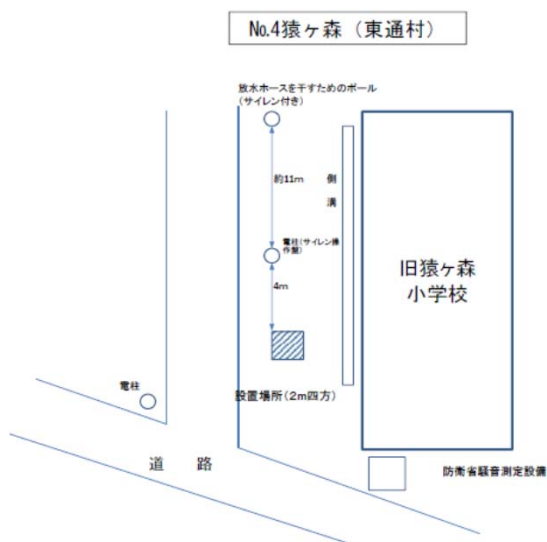 №4猿ヶ森（東通村）
放水ホースを干すためのポール
（サイレン付き）
約11m
側
溝
電柱(サイレン操
作盤)
4m
旧猿ヶ森
小学校
電柱
設置場所(2m四方)
道 路
防衛省騒音測定設備